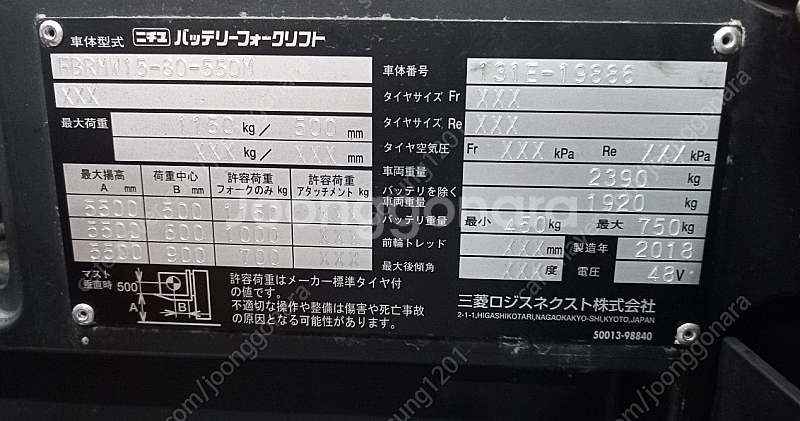 車体型式 ニチユ バッテリーフォークリフト
FBRMW15-80-550M
XXX
最大荷重 1150 kg/ 500 mm
XXX kg/ XXX mm
最大揚高 A mm 荷重中心 B mm 許容荷重 フォークのみ kg 許容荷重 アタッチメント kg
5500 500 1150 XXX
5500 600 1000 XXX
5500 900 700 XXX
マスト垂直時 500 A B
許容荷重はメーカー標準タイヤ付
の値です。
不適切な操作や整備は傷害や死亡事故
の原因となる可能性があります。
車体番号 131E-19886
タイヤサイズ Fr XXX
タイヤサイズ Re XXX
タイヤ空気圧 Fr XXX kPa Re XXX kPa
車両重量 2390 kg
バッテリを除く
車両重量 1920 kg
バッテリ重量 最小 450 kg 最大 750 kg
前輪トレッド XXX mm 製造年 2018
最大後傾角 XXX 度 電圧 48 V
三菱ロジスネクスト株式会社
2-1-1,HIGASHIKOTARI,NAGAOKAKYO-SHI,KYOTO,JAPAN
50013-98840
joonggonara
.com/joonggonara
sung1201